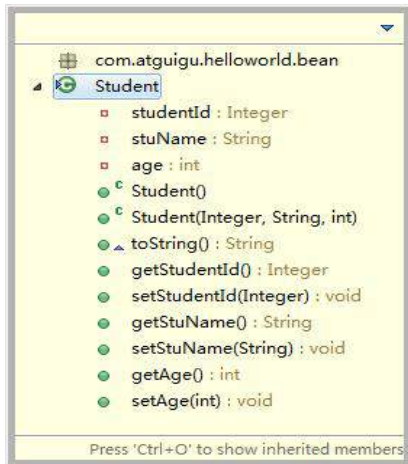 com.atguigu.helloworld.bean
Student
studentId : Integer
stuName : String
age : int
Student()
Student(Integer, String, int)
toString() : String
getStudentId() : Integer
setStudentId(Integer) : void
getStuName() : String
setStuName(String) : void
getAge() : int
setAge(int) : void
Press 'Ctrl+O' to show inherited members